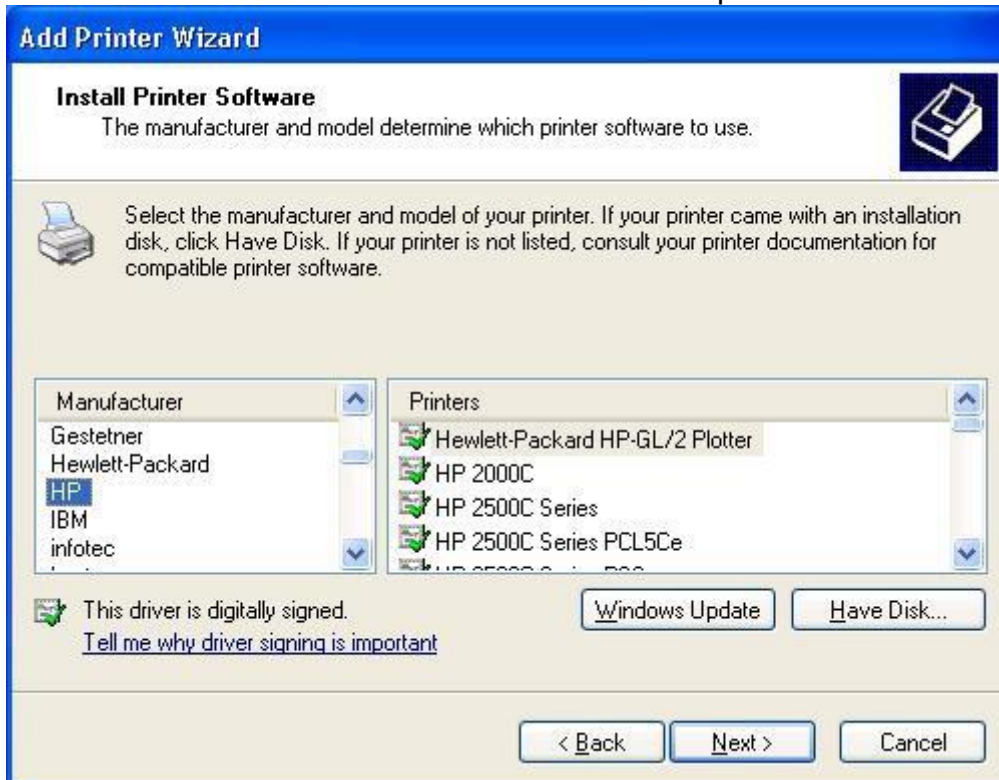 Add Printer Wizard
Install Printer Software
The manufacturer and model determine which printer software to use.
Select the manufacturer and model of your printer. If your printer came with an installation
disk, click Have Disk. If your printer is not listed, consult your printer documentation for
compatible printer software.
Manufacturer
Gestetner
Hewlett-Packard
HP
IBM
infotec
Printers
Hewlett-Packard HP-GL/2 Plotter
HP 2000C
HP 2500C Series
HP 2500C Series PCL5Ce
This driver is digitally signed.
Tell me why driver signing is important
Windows Update
Have Disk...
< Back
Next >
Cancel